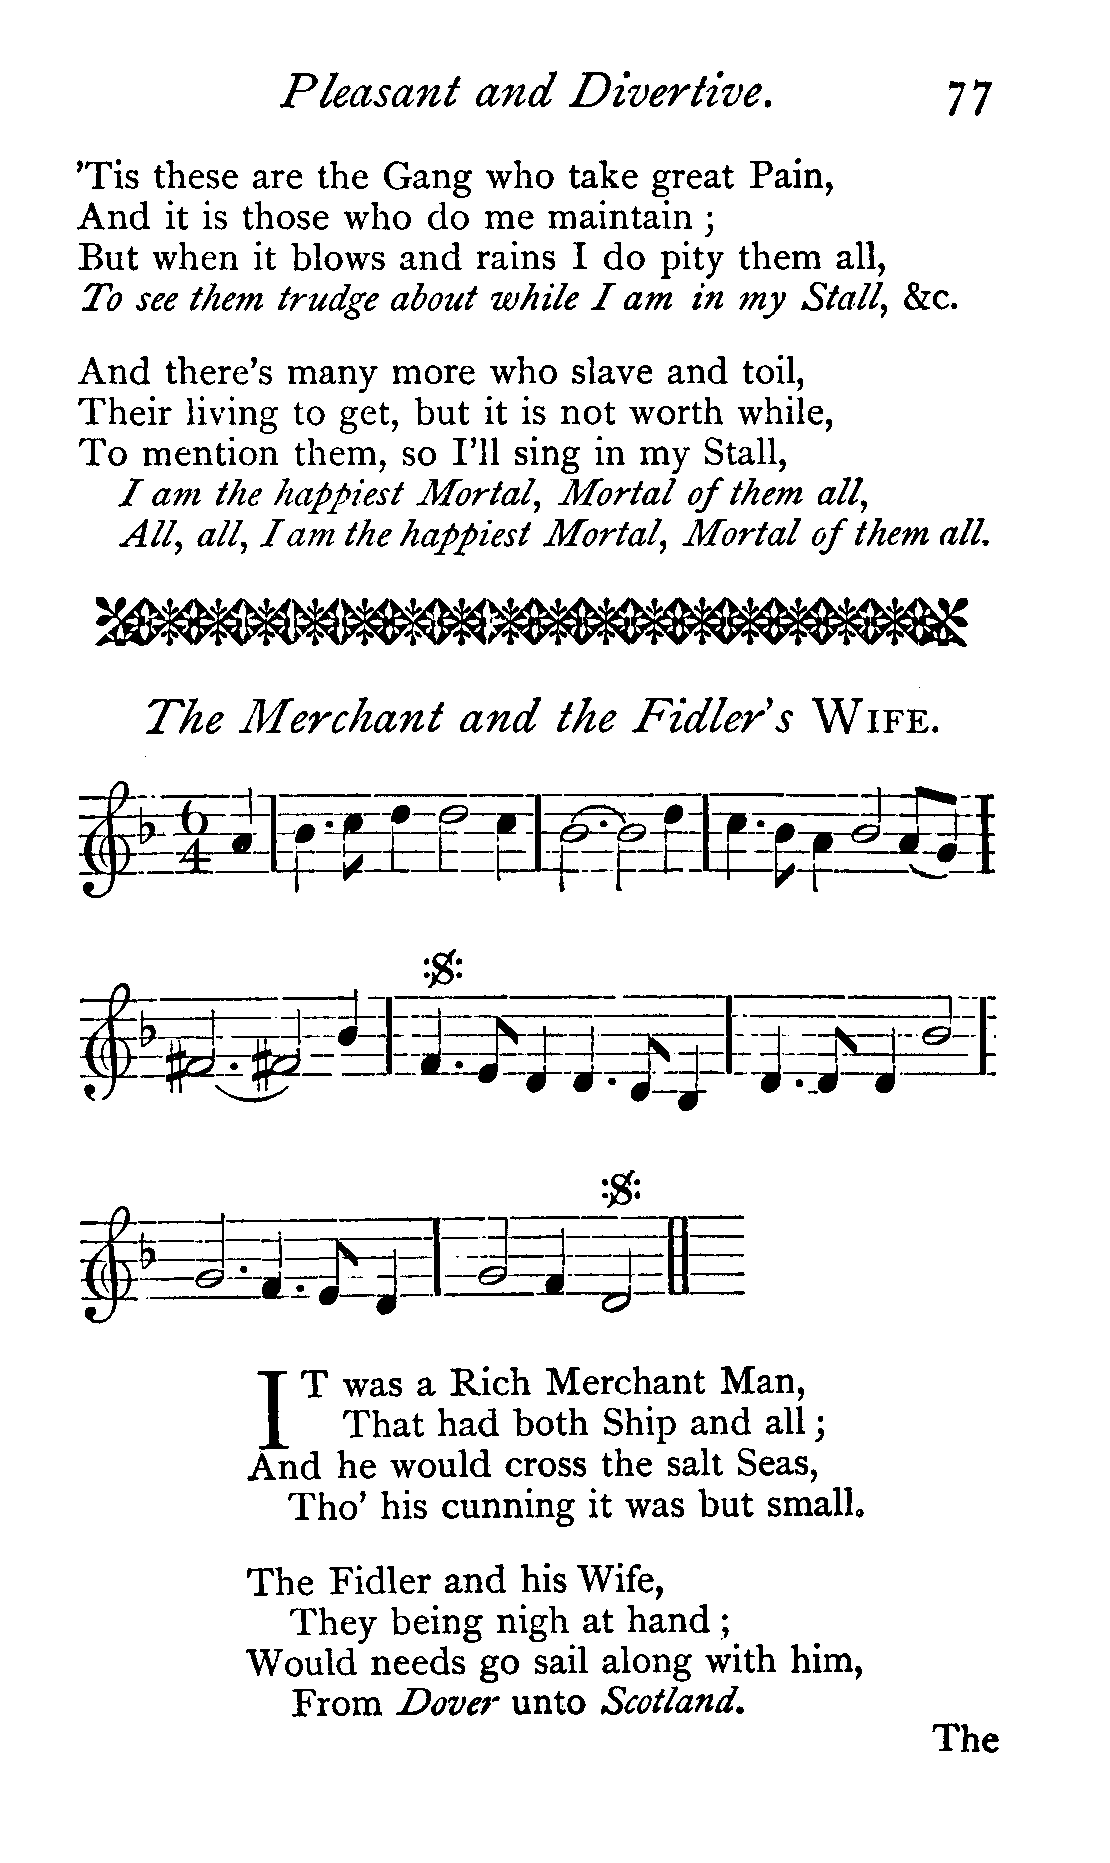 Pleasant and Divertive. 77
’Tis these are the Gang who take great Pain,
And it is those who do me maintain ;
But when it blows and rains I do pity them all,
To see them trudge about while I am in my Stall, &c.
And there’s many more who slave and toil,
Their living to get, but it is not worth while,
To mention them, so I’ll sing in my Stall,
I am the happiest Mortal, Mortal of them all,
All, all, I am the happiest Mortal, Mortal of them all.
The Merchant and the Fidler’s WIFE.
6
4
IT was a Rich Merchant Man,
That had both Ship and all ;
And he would cross the salt Seas,
Tho’ his cunning it was but small.
The Fidler and his Wife,
They being nigh at hand ;
Would needs go sail along with him,
From Dover unto Scotland.
The